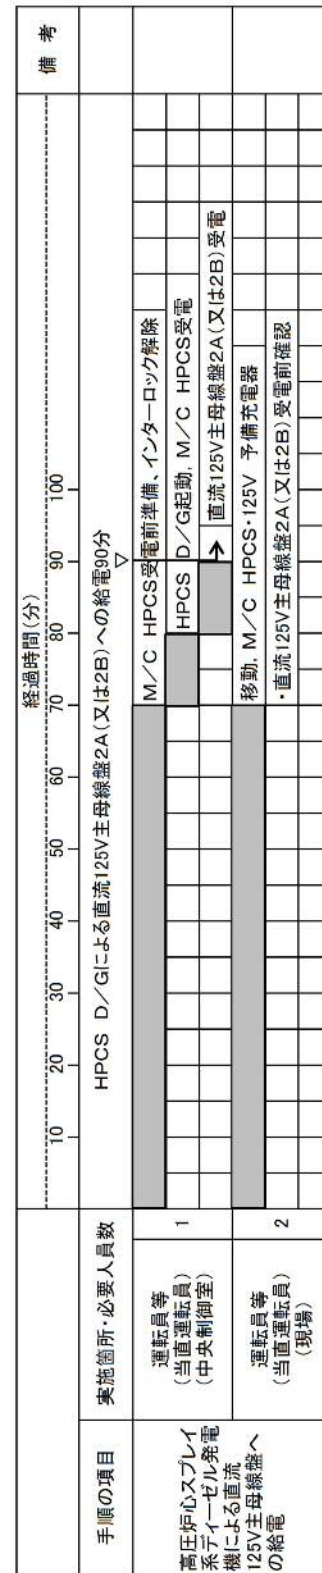 経過時間(分)
備考
10 20 30 40 50 60 70 80 90 100
手順の項目
実施箇所・必要人員数
HPCS D/Gによる直流125V主母線盤2A(又は2B)への給電90分
▽
高圧炉心スプレイ
系ディーゼル発電
機による直流
125V主母線盤へ
の給電
運転員等
(当直運転員)
(中央制御室)
1
M/C HPCS受電前準備、インターロック解除
HPCS D/G起動, M/C HPCS受電
直流125V主母線盤2A(又は2B)受電
運転員等
(当直運転員)
(現場)
2
移動, M/C HPCS・125V 予備充電器
・直流125V主母線盤2A(又は2B)受電前確認